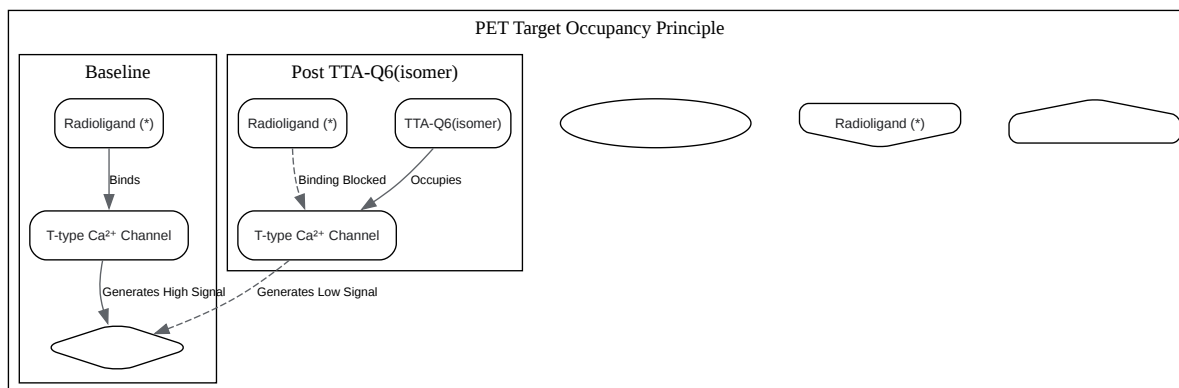 PET Target Occupancy Principle
Baseline
Post TTA-Q6(isomer)
Radioligand (*)
Radioligand (*)
TTA-Q6(isomer)
Radioligand (*)
Binds
Binding Blocked
Occupies
T-type Ca²⁺ Channel
T-type Ca²⁺ Channel
Generates High Signal
Generates Low Signal